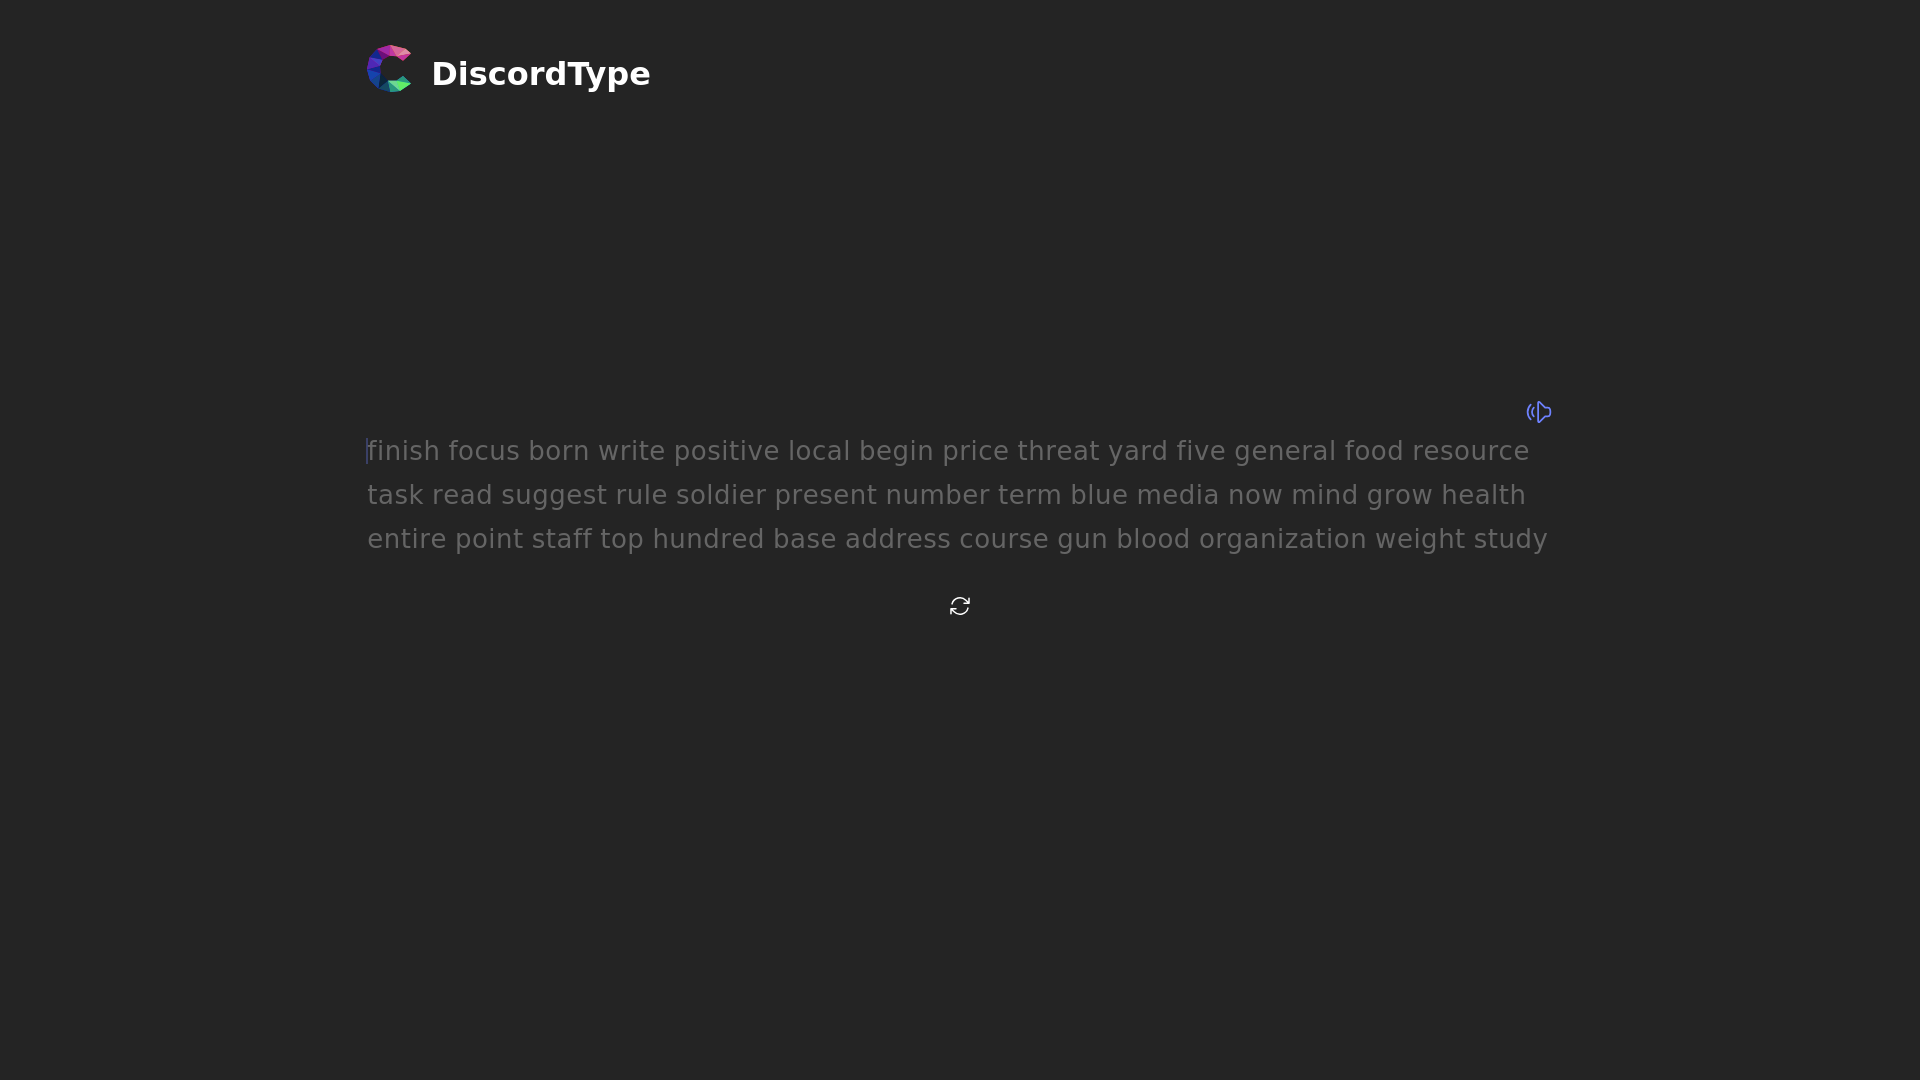 DiscordType
finish focus born write positive local begin price threat yard five general food resource
task read suggest rule soldier present number term blue media now mind grow health
entire point staff top hundred base address course gun blood organization weight study